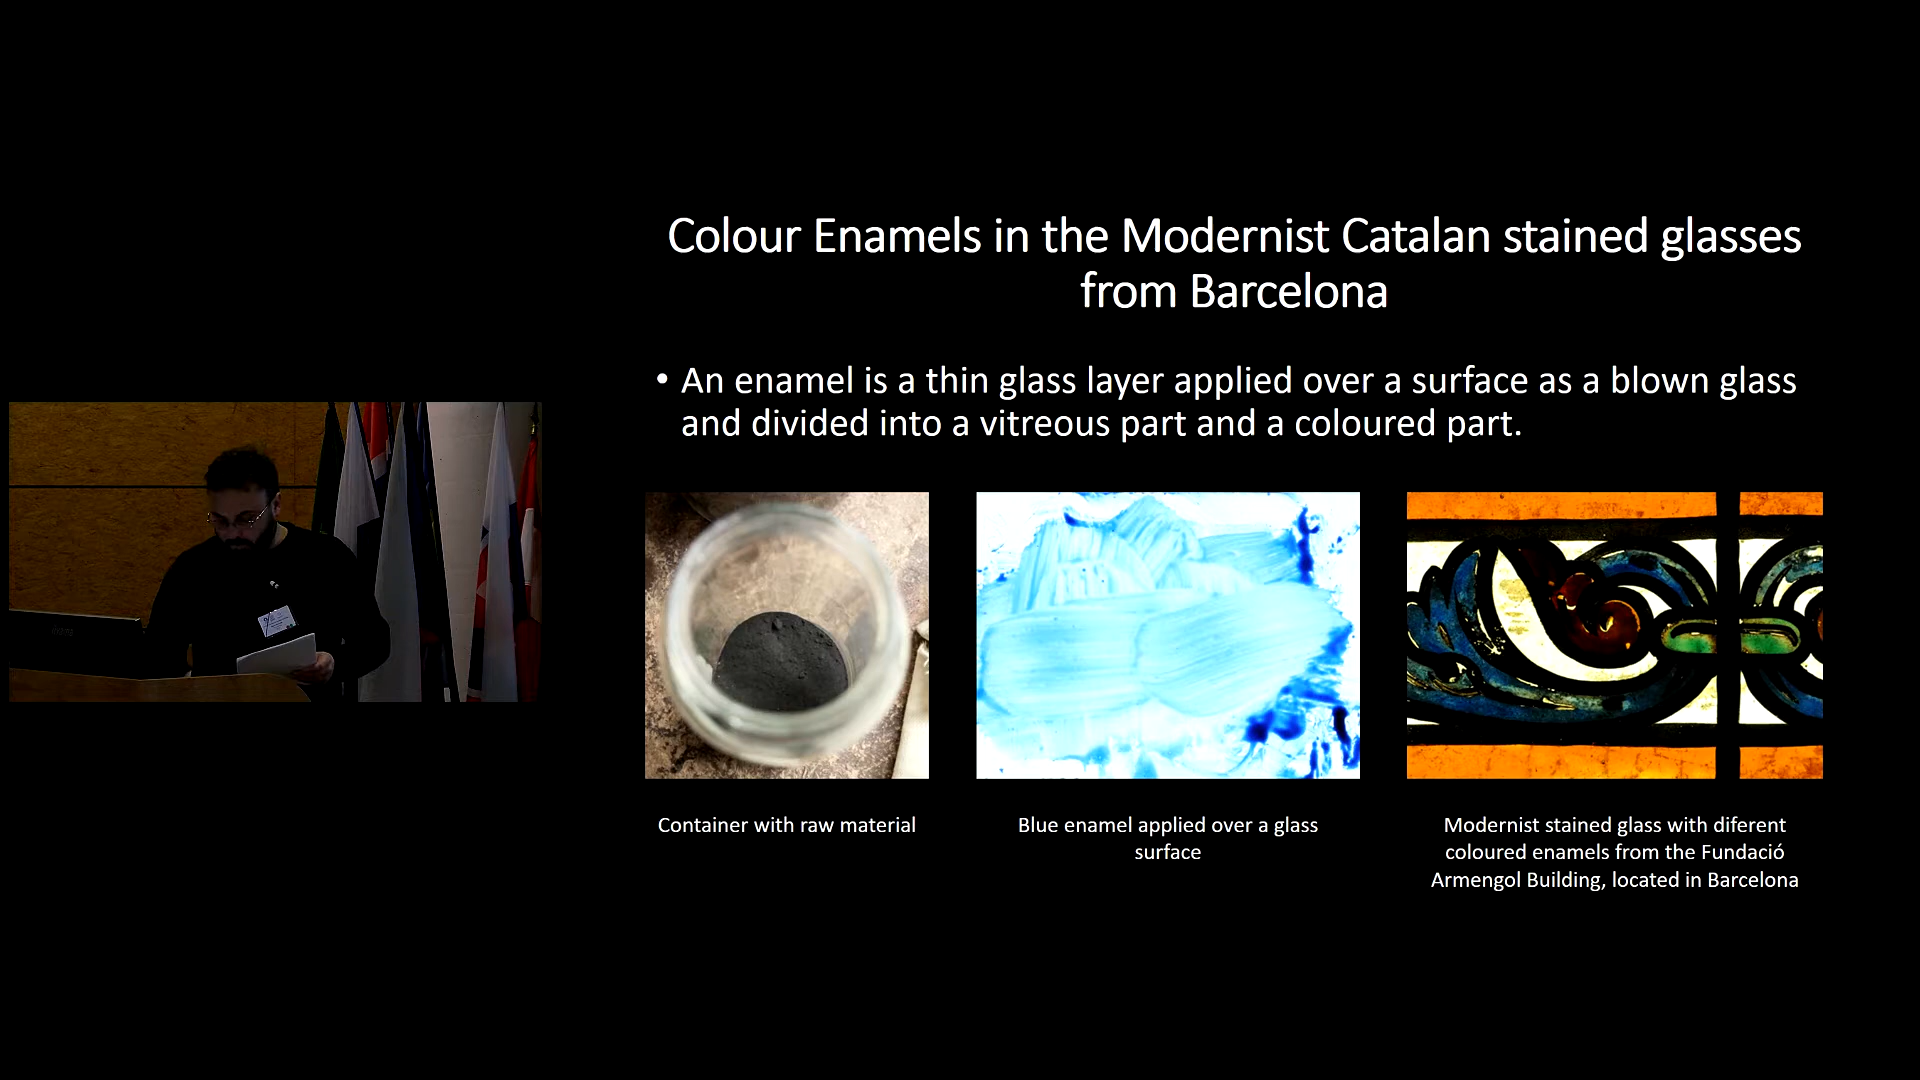 Colour Enamels in the Modernist Catalan stained glasses
from Barcelona
• An enamel is a thin glass layer applied over a surface as a blown glass
and divided into a vitreous part and a coloured part.
Container with raw material
Blue enamel applied over a glass
surface
Modernist stained glass with diferent
coloured enamels from the Fundació
Armengol Building, located in Barcelona